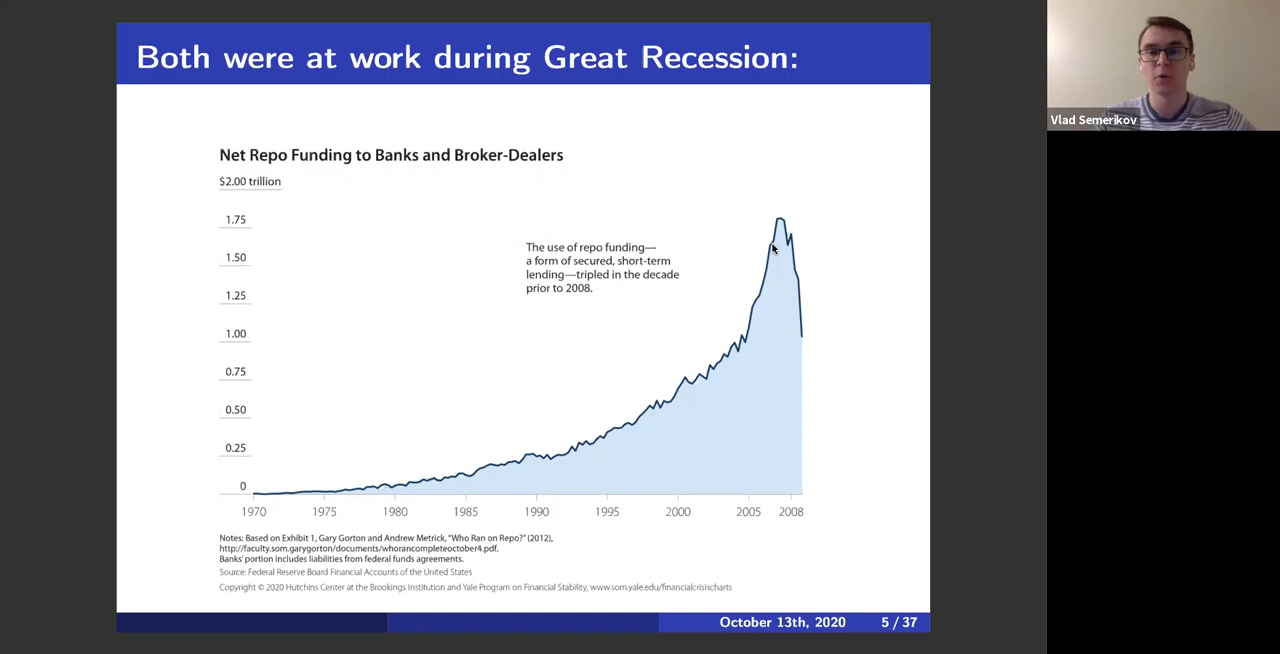 Both were at work during Great Recession:
Vlad Semerikov
Net Repo Funding to Banks and Broker-Dealers
$2.00 trillion
1.75
1.50
1.25
1.00
0.75
0.50
0.25
0
The use of repo funding—
a form of secured, short-term
lending—tripled in the decade
prior to 2008.
1970 1975 1980 1985 1990 1995 2000 2005 2008
Notes: Based on Exhibit 1, Gary Gorton and Andrew Metrick, "Who Ran on Repo?" (2012),
http://faculty.som.garygorton/documents/whorancompleteoctober4.pdf.
Banks' portion includes liabilities from federal funds agreements.
Source: Federal Reserve Board Financial Accounts of the United States
Copyright © 2020 Hutchins Center at the Brookings Institution and Yale Program on Financial Stability, www.som.yale.edu/financialcrisischarts
October 13th, 2020 5 / 37